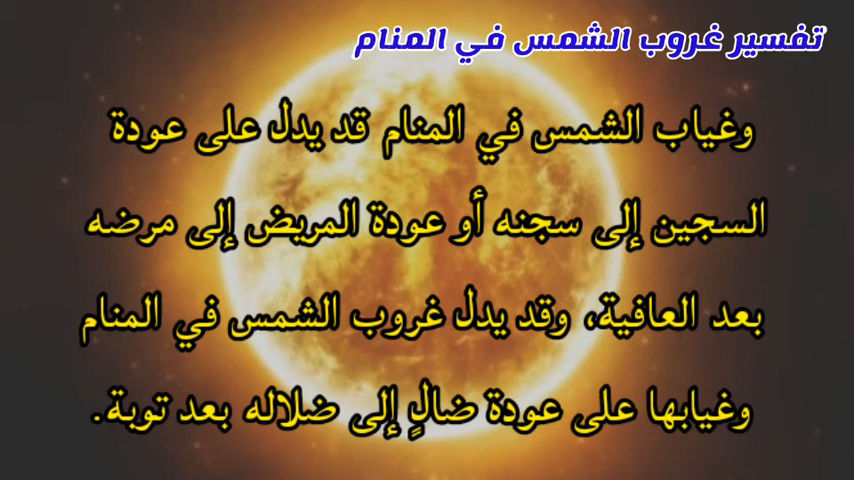 تفسير غروب الشمس في المنام
وغياب الشمس في المنام قد يدل على عودة
السجين إلى سجنه أو عودة المريض إلى مرضه
بعد العافية، وقد يدل غروب الشمس في المنام
وغيابها على عودة ضالٍ إلى ضلاله بعد توبة.